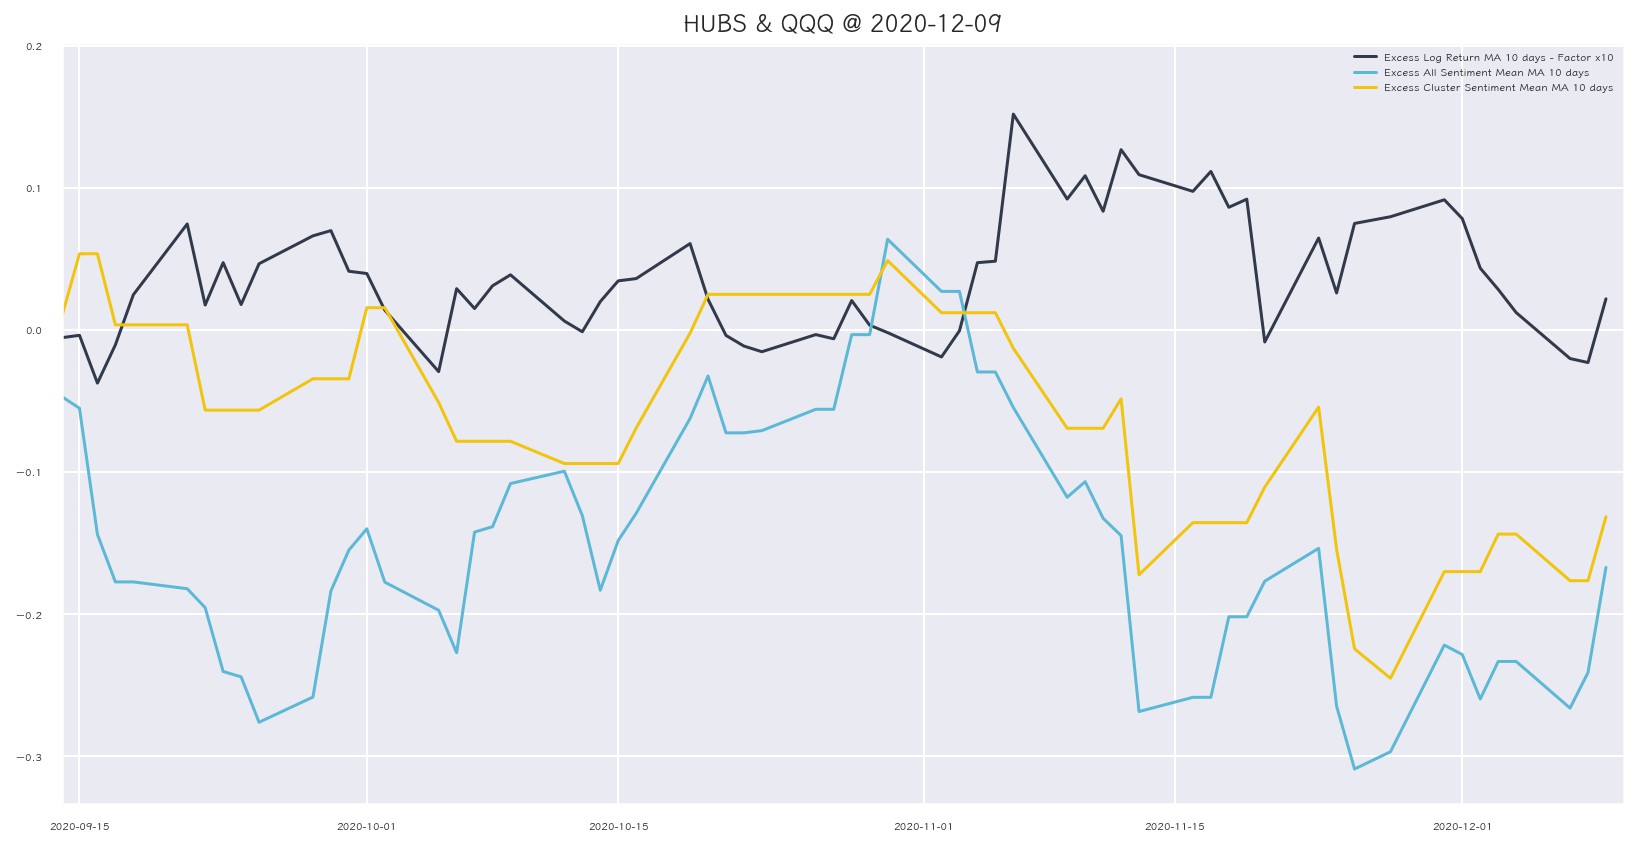 HUBS & QQQ @ 2020-12-09
Excess Log Return MA 10 days - Factor x10
Excess All Sentiment Mean MA 10 days
Excess Cluster Sentiment Mean MA 10 days
0.2
0.1
0.0
−0.1
−0.2
−0.3
2020-09-15 2020-10-01 2020-10-15 2020-11-01 2020-11-15 2020-12-01